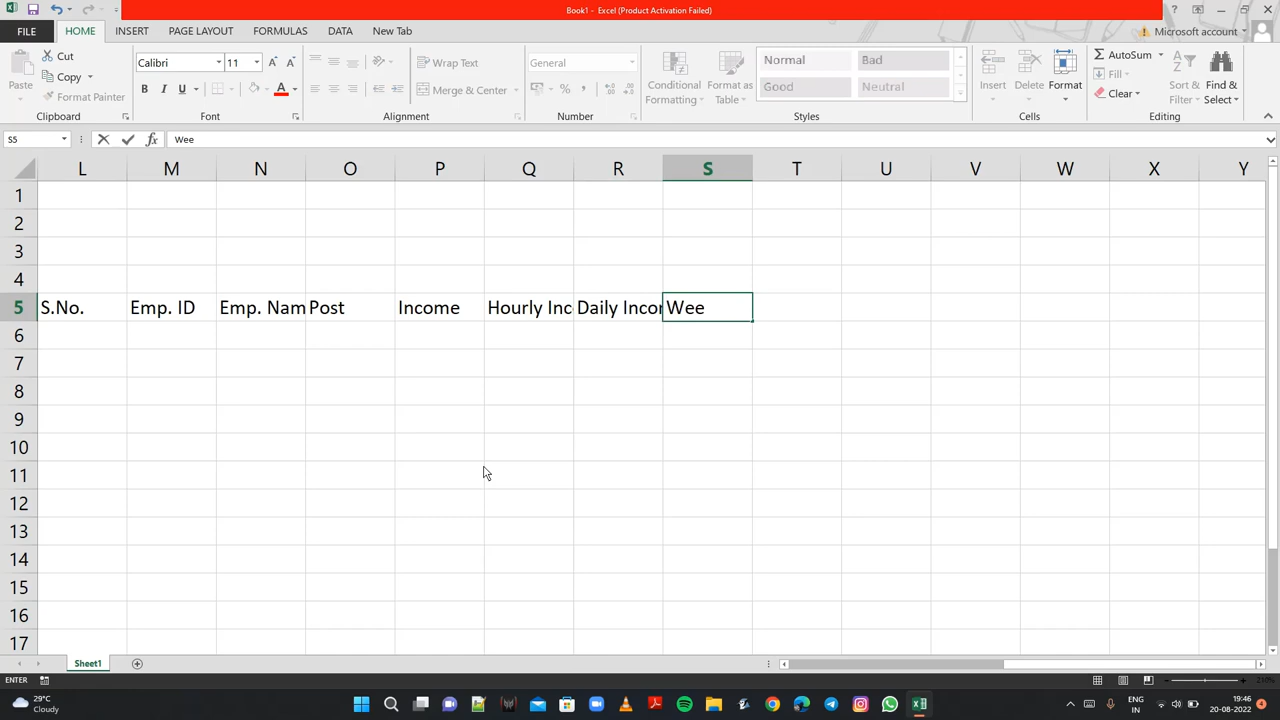 Book1 - Excel (Product Activation Failed)
FILE HOME INSERT PAGE LAYOUT FORMULAS DATA New Tab Microsoft account
Cut
Copy
Format Painter
Paste
Clipboard
Calibri 11
B I U A
Font
Wrap Text
Merge & Center
Alignment
General
%
Number
Conditional Formatting
Format as Table
Normal Bad
Good Neutral
Styles
Insert Delete Format
Cells
AutoSum
Fill
Clear
Sort & Filter
Find & Select
Editing
S5 fx Wee
L M N O P Q R S T U V W X Y
1
2
3
4
5 S.No. Emp. ID Emp. Nam Post Income Hourly Inc Daily Incor Wee
6
7
8
9
10
11
12
13
14
15
16
17
Sheet1
ENTER 210%
29°C
Cloudy
ENG
IN
19:46
20-08-2022